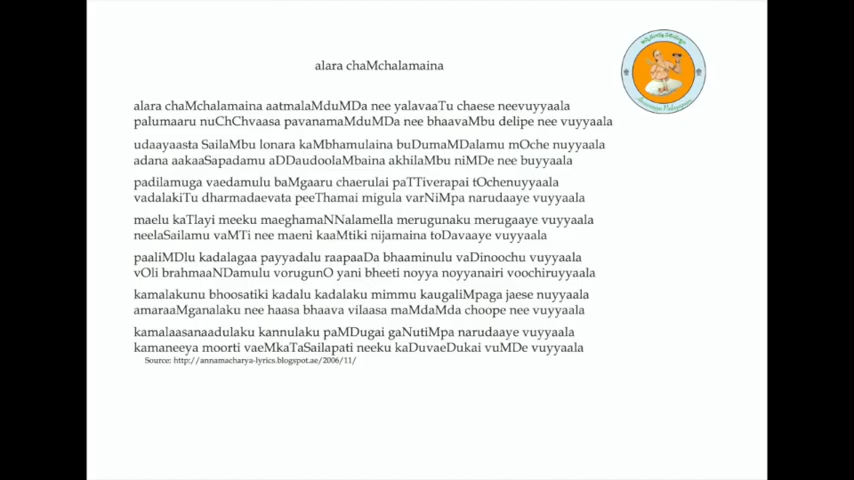 alara chaMchalamaina
alara chaMchalamaina aatmalaMduMDa nee yalavaaTu chaese neevuyyaala
palumaaru nuChChvaasa pavanamaMduMDa nee bhaavaMbu delipe nee vuyyaala
udaayaasta SailaMbu lonara kaMbhamulaina buDumaMDalamu mOche nuyyaala
adana aakaaSapadamu aDDaudoolaMbaina akhilaMbu niMDe nee buyyaala
padilamuga vaedamulu baMgaaru chaerulai paTTiverapai tOchenuyyaala
vadalakiTu dharmadaevata peeThamai migula varNiMpa narudaaye vuyyaala
maelu kaTlayi meeku maeghamaNNalamella merugunaku merugaaye vuyyaala
neelaSailamu vaMTi nee maeni kaaMtiki nijamaina toDavaaye vuyyaala
paaliMDlu kadalagaa payyadalu raapaaDa bhaaminulu vaDinoochu vuyyaala
vOli brahmaaNDamulu vorugunO yani bheeti noyya noyyanairi voochiruyyaala
kamalakunu bhoosatiki kadalu kadalaku mimmu kaugaliMpaga jaese nuyyaala
amaraaMganalaku nee haasa bhaava vilaasa maMdaMda choope nee vuyyaala
kamalaasanaadulaku kannulaku paMDugai gaNutiMpa narudaaye vuyyaala
kamaneeya moorti vaeMkaTaSailapati neeku kaDuvaeDukai vuMDe vuyyaala
Source: http://annamacharya-lyrics.blogspot.ae/2006/11/